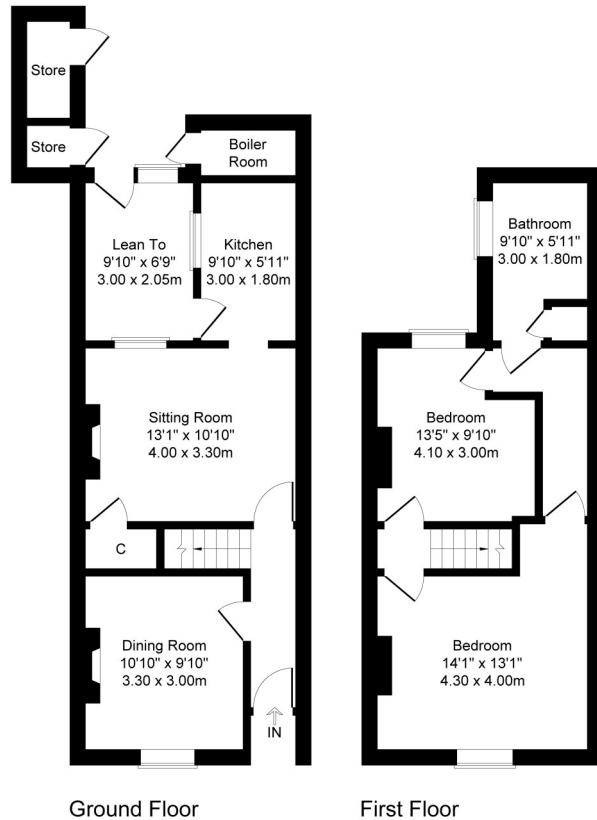 Store
Store
Boiler
Room
Lean To
9'10" x 6'9"
3.00 x 2.05m
Kitchen
9'10" x 5'11"
3.00 x 1.80m
Sitting Room
13'1" x 10'10"
4.00 x 3.30m
C
Dining Room
10'10" x 9'10"
3.30 x 3.00m
IN
Ground Floor
Bathroom
9'10" x 5'11"
3.00 x 1.80m
Bedroom
13'5" x 9'10"
4.10 x 3.00m
Bedroom
14'1" x 13'1"
4.30 x 4.00m
First Floor